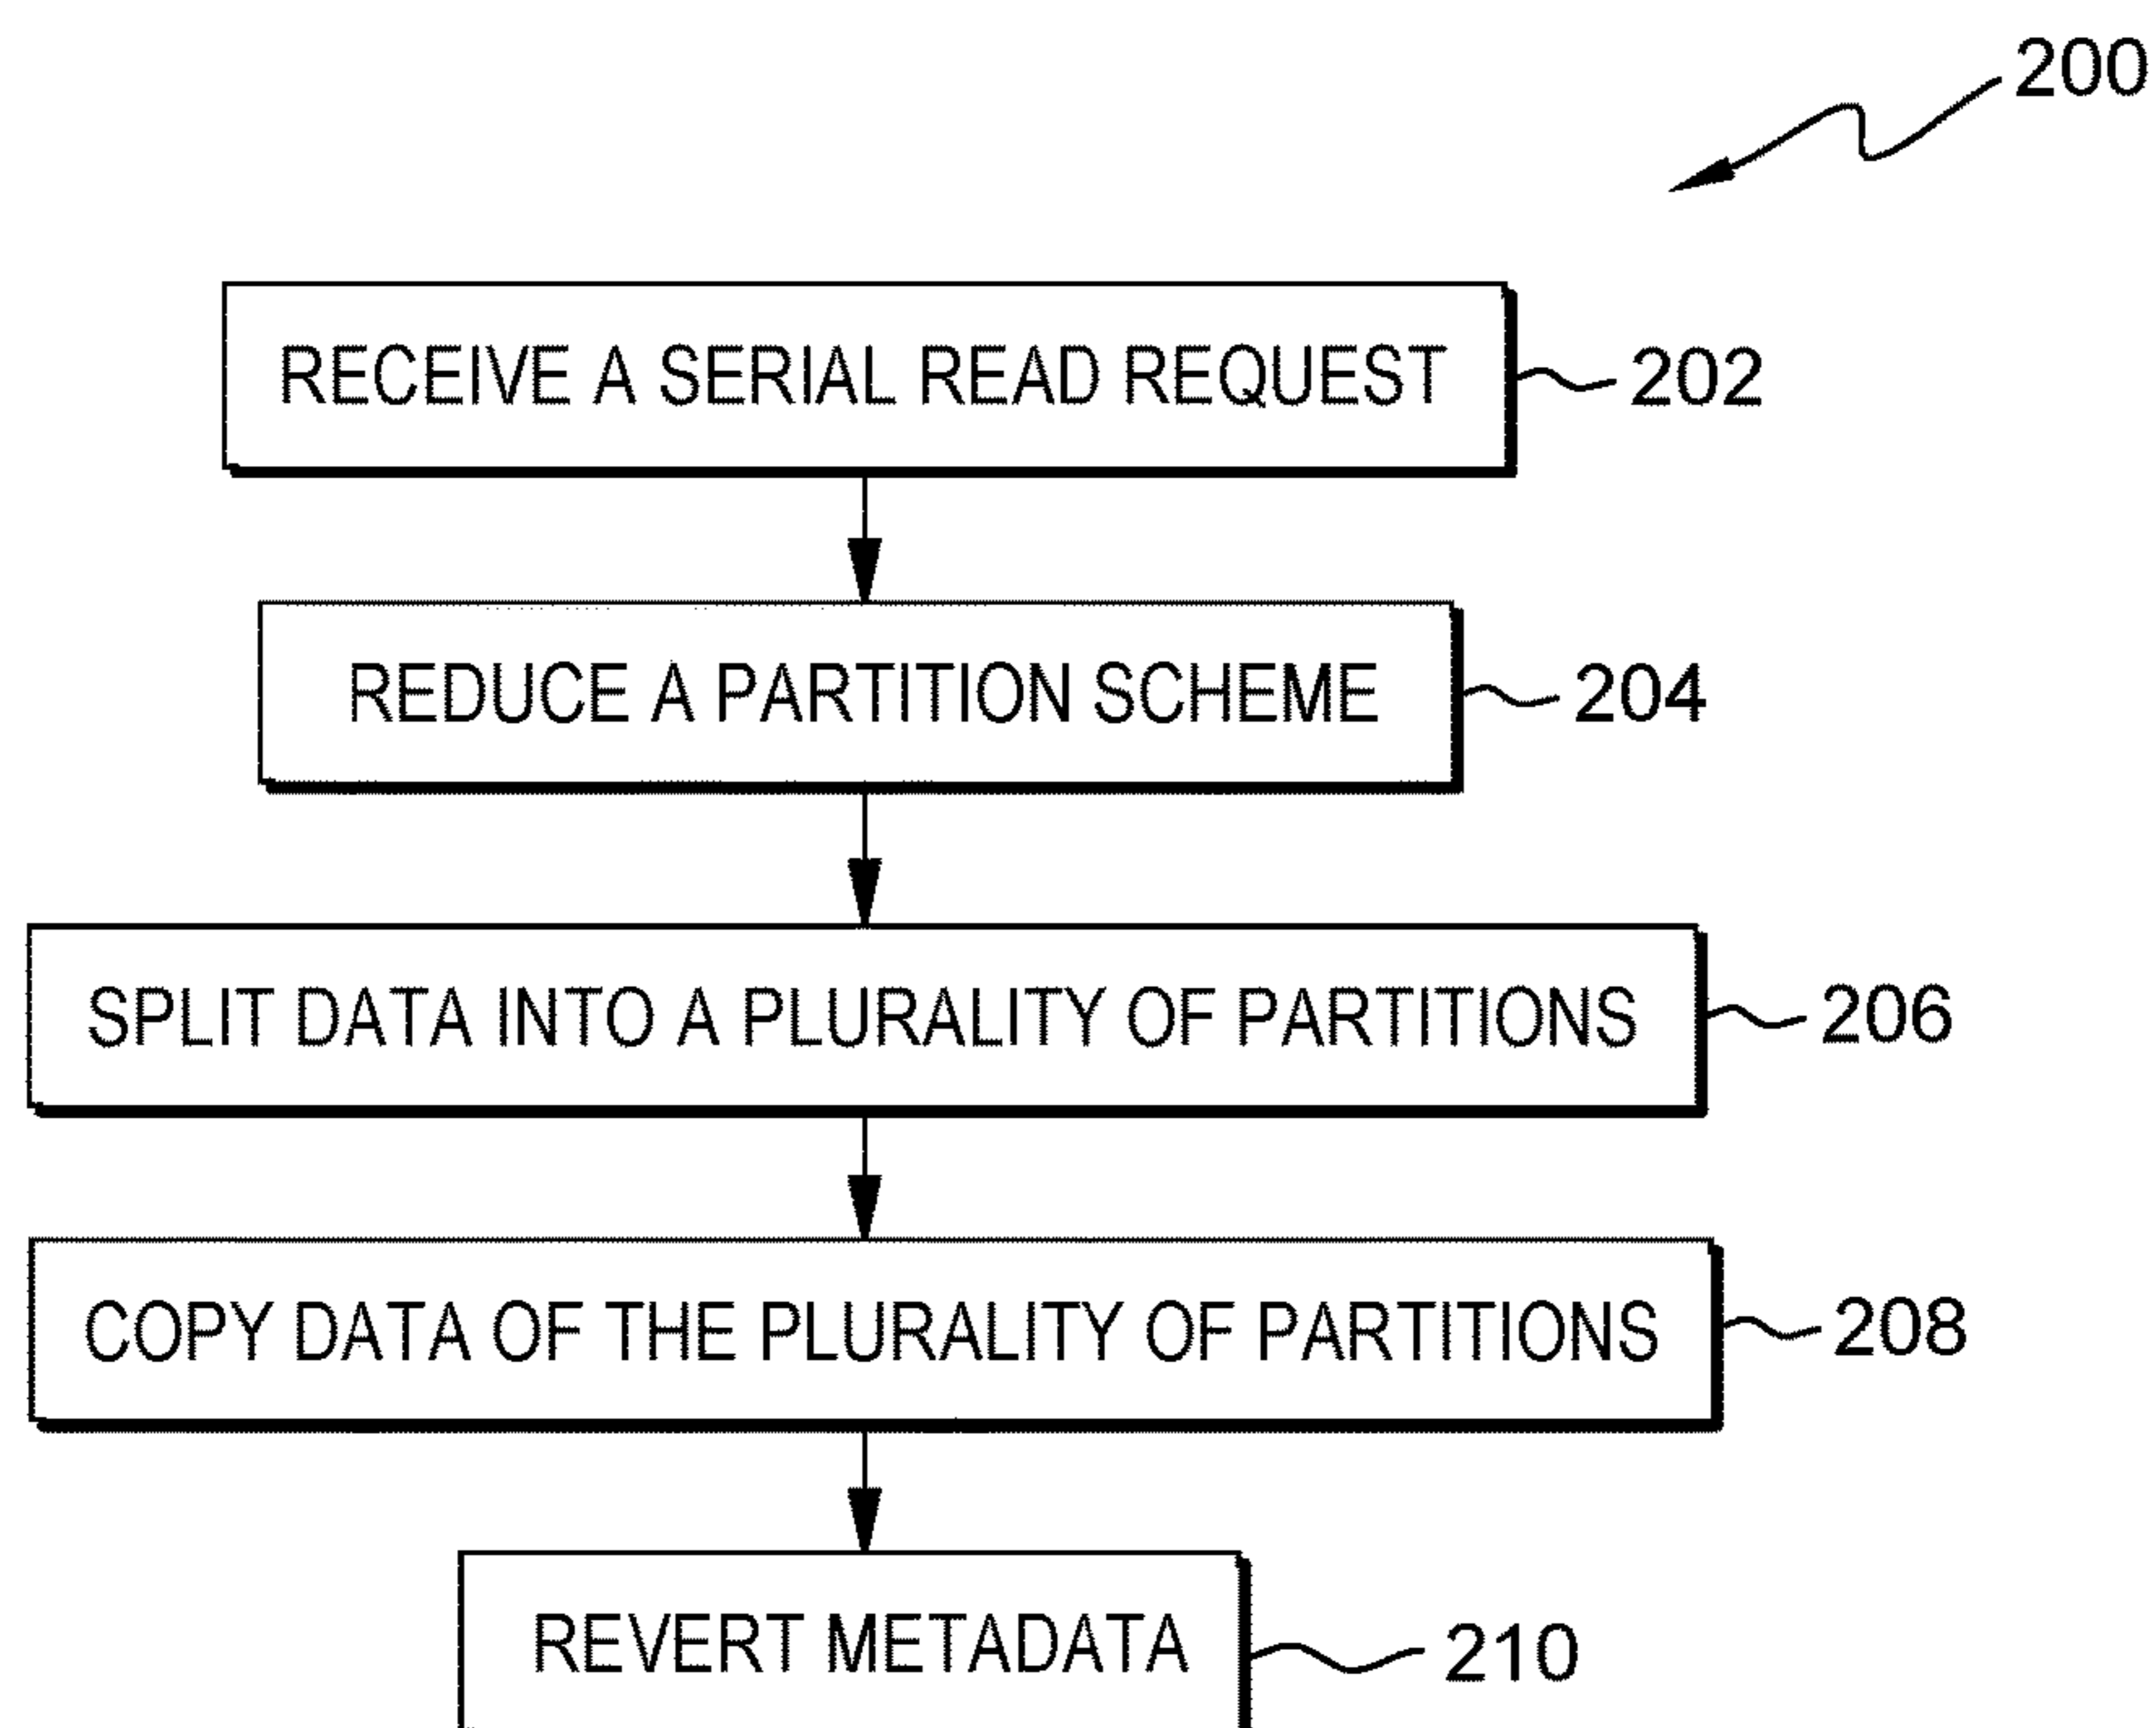 200
RECEIVE A SERIAL READ REQUEST
202
REDUCE A PARTITION SCHEME
204
SPLIT DATA INTO A PLURALITY OF PARTITIONS
206
COPY DATA OF THE PLURALITY OF PARTITIONS
208
REVERT METADATA
210